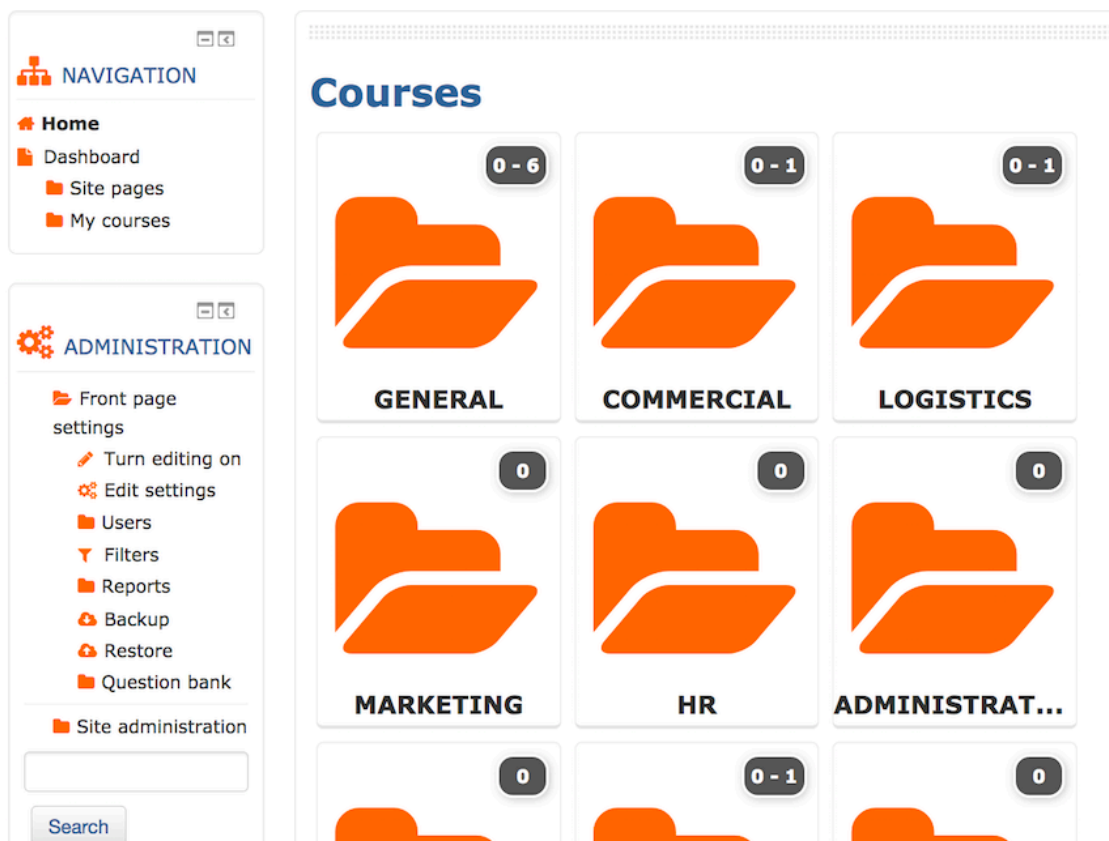 NAVIGATION
Home
Dashboard
Site pages
My courses
ADMINISTRATION
Front page
settings
Turn editing on
Edit settings
Users
Filters
Reports
Backup
Restore
Question bank
Site administration
Search
Courses
0 - 6
0 - 1
0 - 1
GENERAL
COMMERCIAL
LOGISTICS
0
0
0
MARKETING
HR
ADMINISTRAT...
0
0 - 1
0